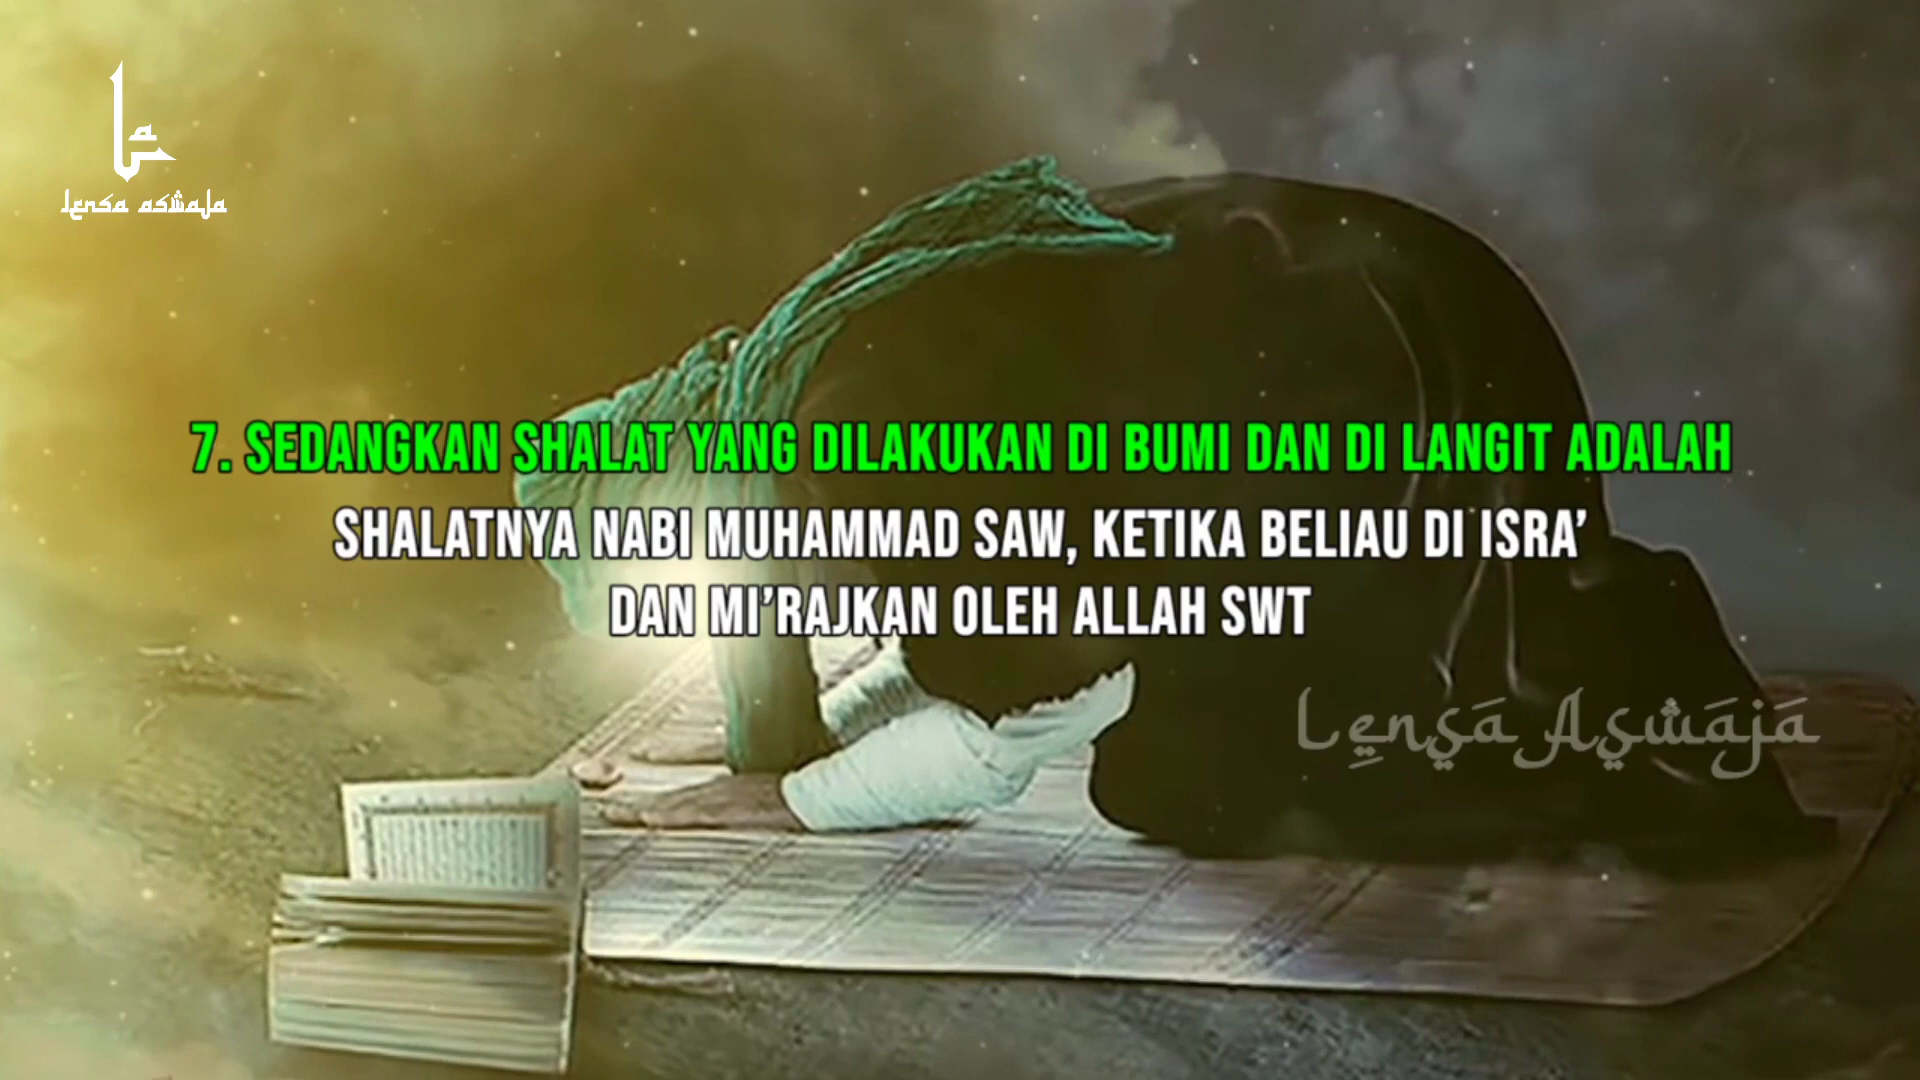 Lensa Aswaja
7. SEDANGKAN SHALAT YANG DILAKUKAN DI BUMI DAN DI LANGIT ADALAH
SHALATNYA NABI MUHAMMAD SAW, KETIKA BELIAU DI ISRA’
DAN MI’RAJKAN OLEH ALLAH SWT
Lensa Aswaja